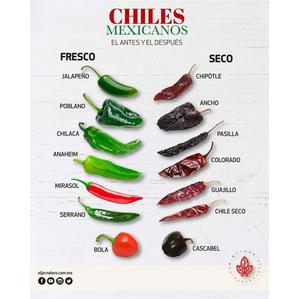 CHILES
MEXICANOS
EL ANTES Y EL DESPUÉS
FRESCO
SECO
JALAPEÑO
CHIPOTLE
POBLANO
ANCHO
CHILACA
PASILLA
ANAHEIM
COLORADO
MIRASOL
GUAJILLO
SERRANO
CHILE SECO
BOLA
CASCABEL
eljornalero.com.mx